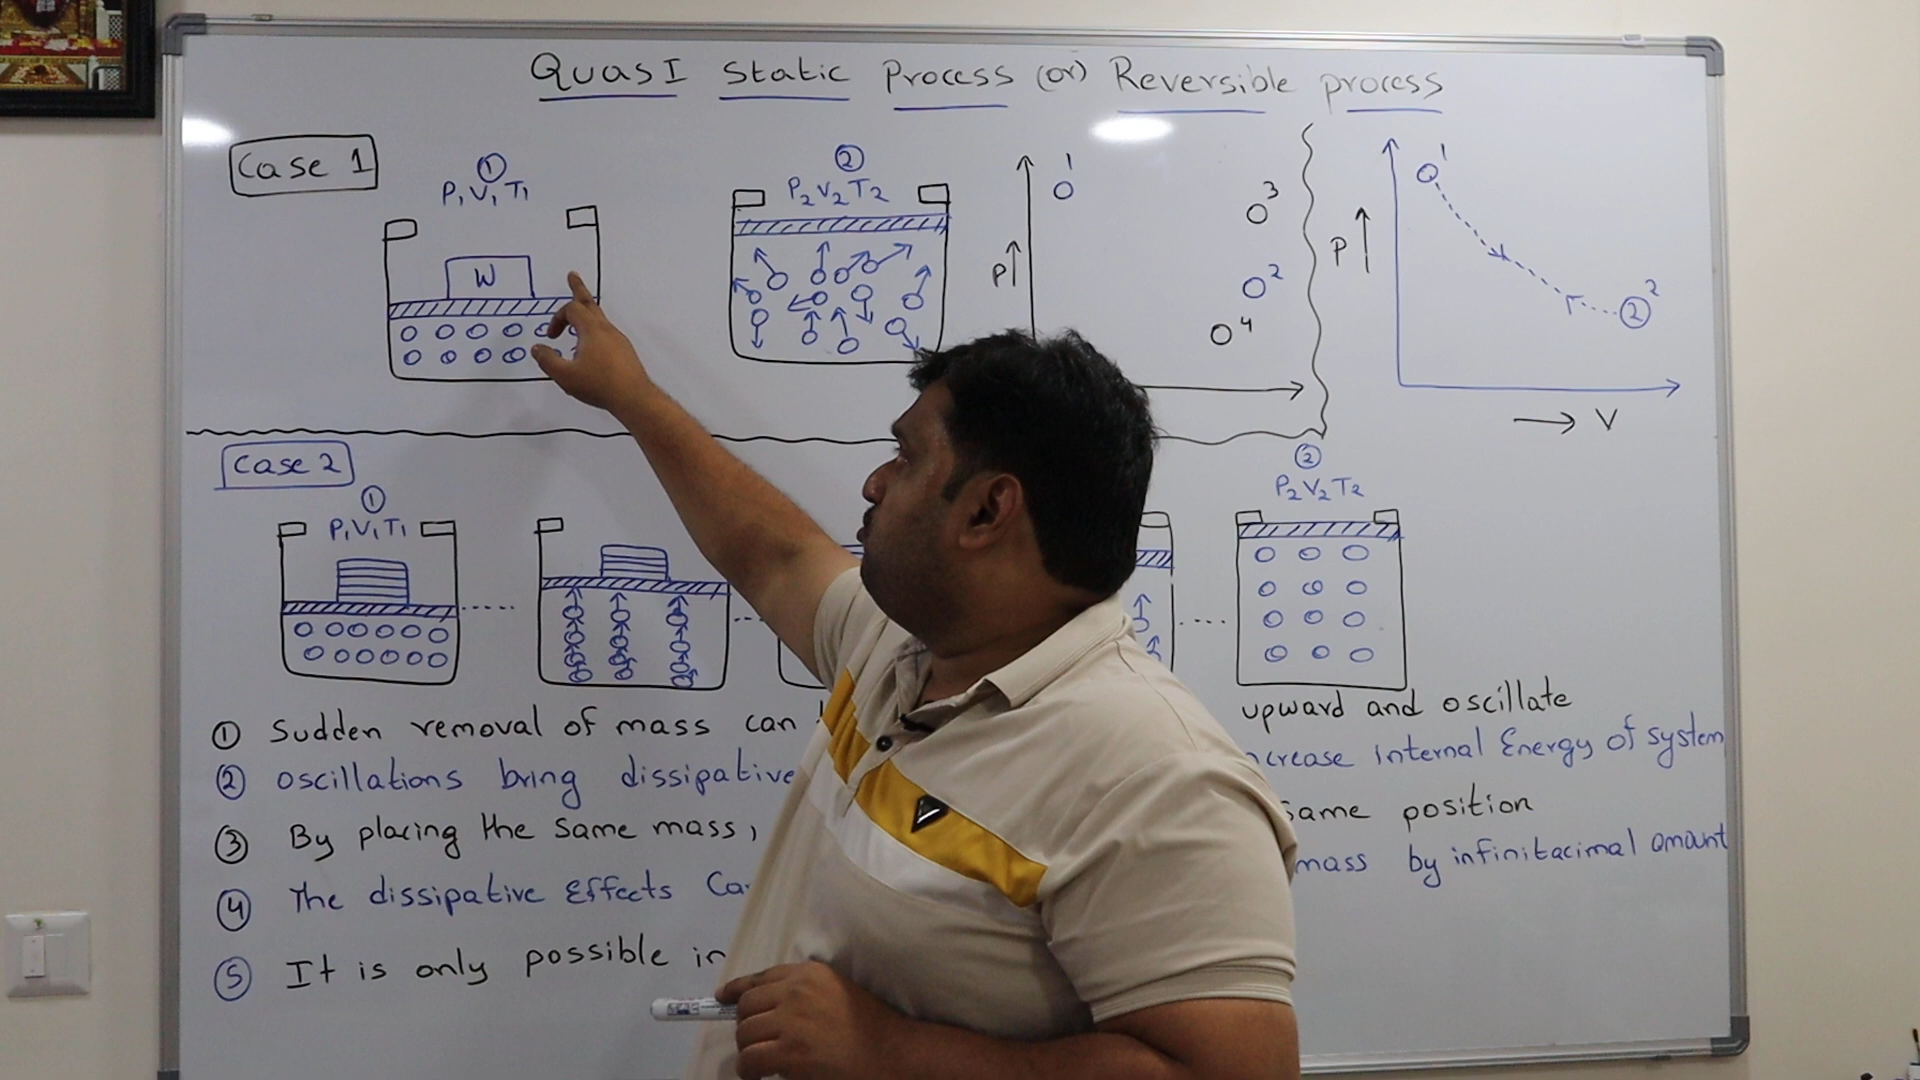 QuasI static Process (or) Reversible process
Case 1
①
P1V1T1
W
②
P2V2T2
P
1
3
2
4
P
1
2
2
V
Case 2
①
P1V1T1
②
P2V2T2
① Sudden removal of mass can upward and oscillate
② oscillations bring dissipative internal Energy of system
③ By placing the same mass, same position
④ The dissipative Effects mass by infinitacimal amount
⑤ It is only possible in